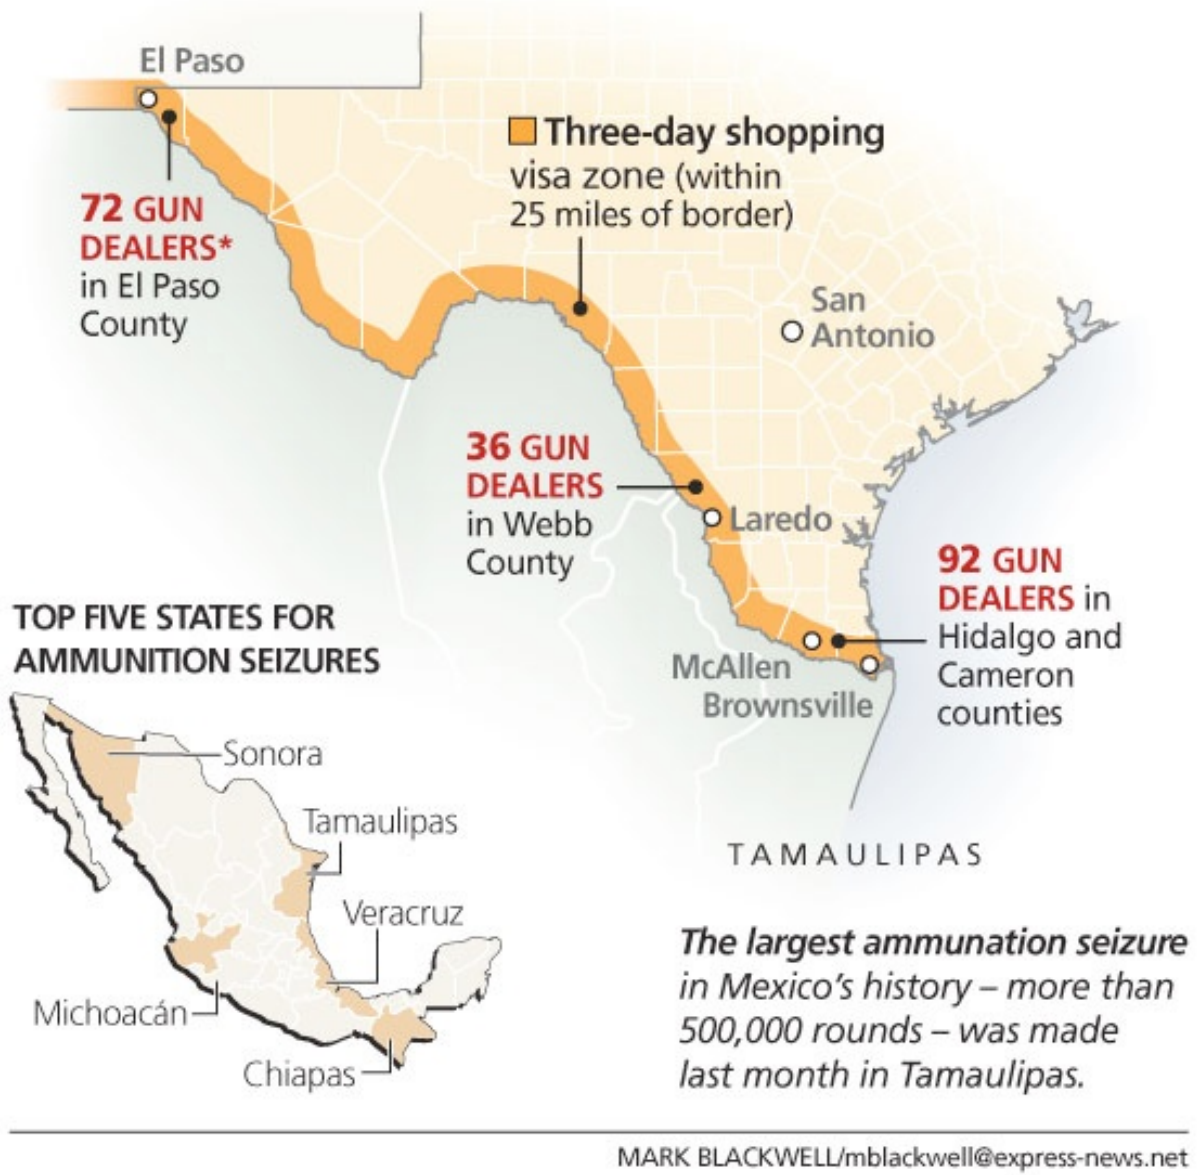 El Paso
Three-day shopping
visa zone (within
25 miles of border)
72 GUN
DEALERS*
in El Paso
County
San
Antonio
36 GUN
DEALERS
in Webb
County
Laredo
92 GUN
DEALERS in
Hidalgo and
Cameron
counties
McAllen
Brownsville
TOP FIVE STATES FOR
AMMUNITION SEIZURES
Sonora
Tamaulipas
Veracruz
Michoacán
Chiapas
TAMAULIPAS
The largest ammunation seizure
in Mexico's history – more than
500,000 rounds – was made
last month in Tamaulipas.
MARK BLACKWELL/mblackwell@express-news.net